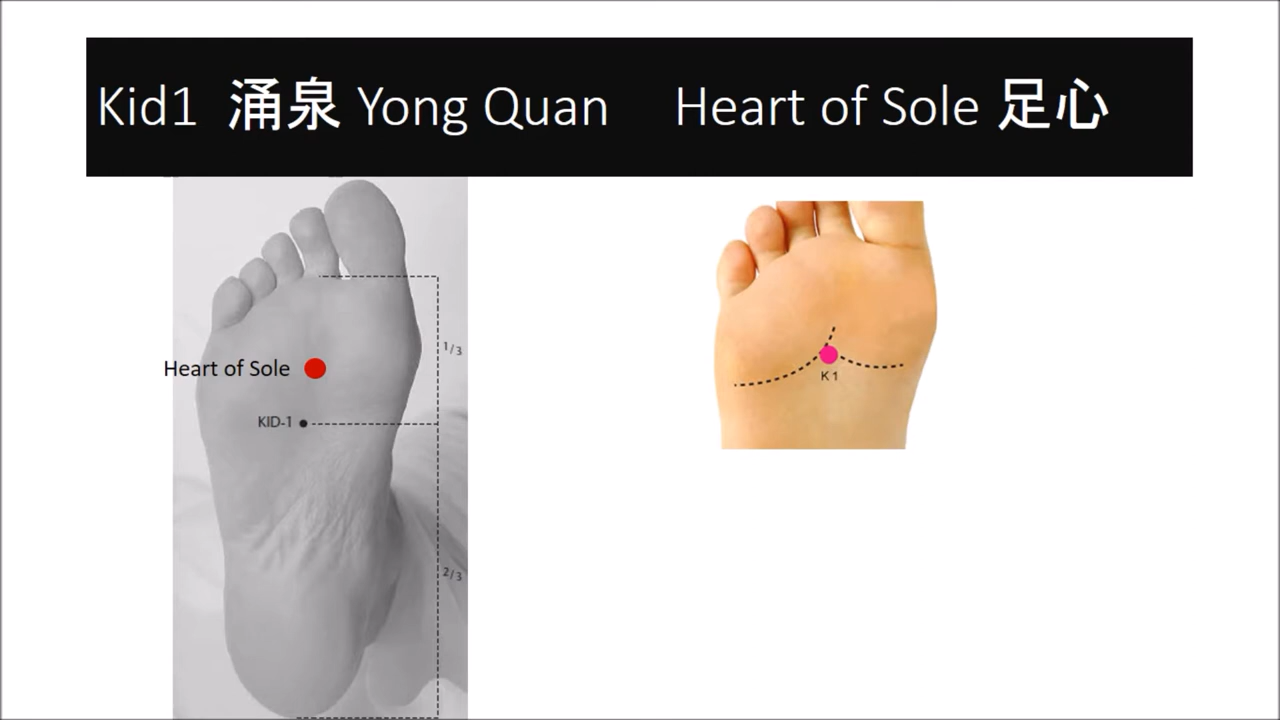 Kid1 涌泉 Yong Quan Heart of Sole 足心
1/3
Heart of Sole
KID-1
2/3
K1